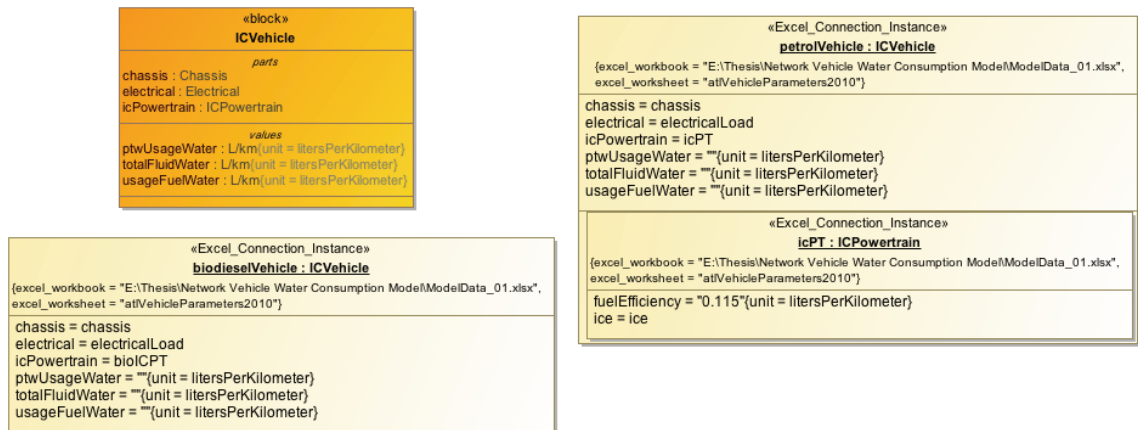 «block»
ICVehicle
parts
chassis : Chassis
electrical : Electrical
icPowertrain : ICPowertrain
values
ptwUsageWater : L/km{unit = litersPerKilometer}
totalFluidWater : L/km{unit = litersPerKilometer}
usageFuelWater : L/km{unit = litersPerKilometer}
«Excel_Connection_Instance»
petrolVehicle : ICVehicle
{excel_workbook = "E:\Thesis\Network Vehicle Water Consumption Model\ModelData_01.xlsx",
excel_worksheet = "atlVehicleParameters2010"}
chassis = chassis
electrical = electricalLoad
icPowertrain = icPT
ptwUsageWater = ""{unit = litersPerKilometer}
totalFluidWater = ""{unit = litersPerKilometer}
usageFuelWater = ""{unit = litersPerKilometer}
«Excel_Connection_Instance»
icPT : ICPowertrain
{excel_workbook = "E:\Thesis\Network Vehicle Water Consumption Model\ModelData_01.xlsx",
excel_worksheet = "atlVehicleParameters2010"}
fuelEfficiency = "0.115"{unit = litersPerKilometer}
ice = ice
«Excel_Connection_Instance»
biodieselVehicle : ICVehicle
{excel_workbook = "E:\Thesis\Network Vehicle Water Consumption Model\ModelData_01.xlsx",
excel_worksheet = "atlVehicleParameters2010"}
chassis = chassis
electrical = electricalLoad
icPowertrain = bioICPT
ptwUsageWater = ""{unit = litersPerKilometer}
totalFluidWater = ""{unit = litersPerKilometer}
usageFuelWater = ""{unit = litersPerKilometer}